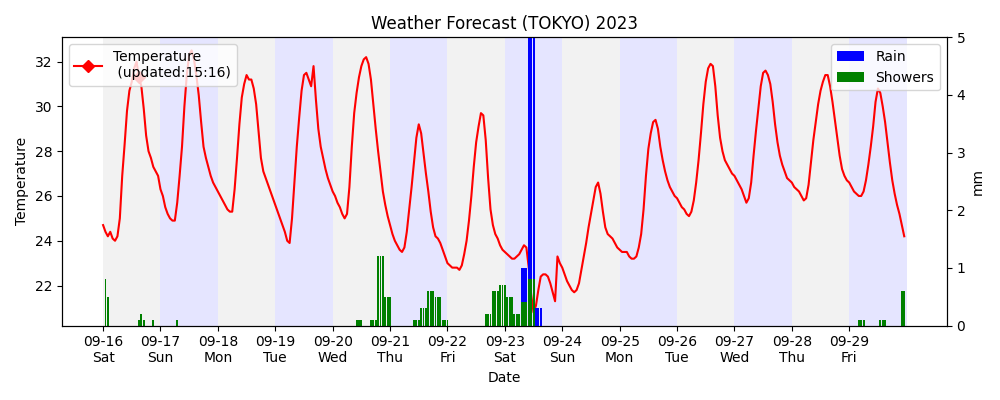 Weather Forecast (TOKYO) 2023
Temperature
(updated:15:16)
Rain
Showers
Temperature
32
30
28
26
24
22
5
4
3
2
1
0
mm
09-16 09-17 09-18 09-19 09-20 09-21 09-22 09-23 09-24 09-25 09-26 09-27 09-28 09-29
Sat Sun Mon Tue Wed Thu Fri Sat Sun Mon Tue Wed Thu Fri
Date